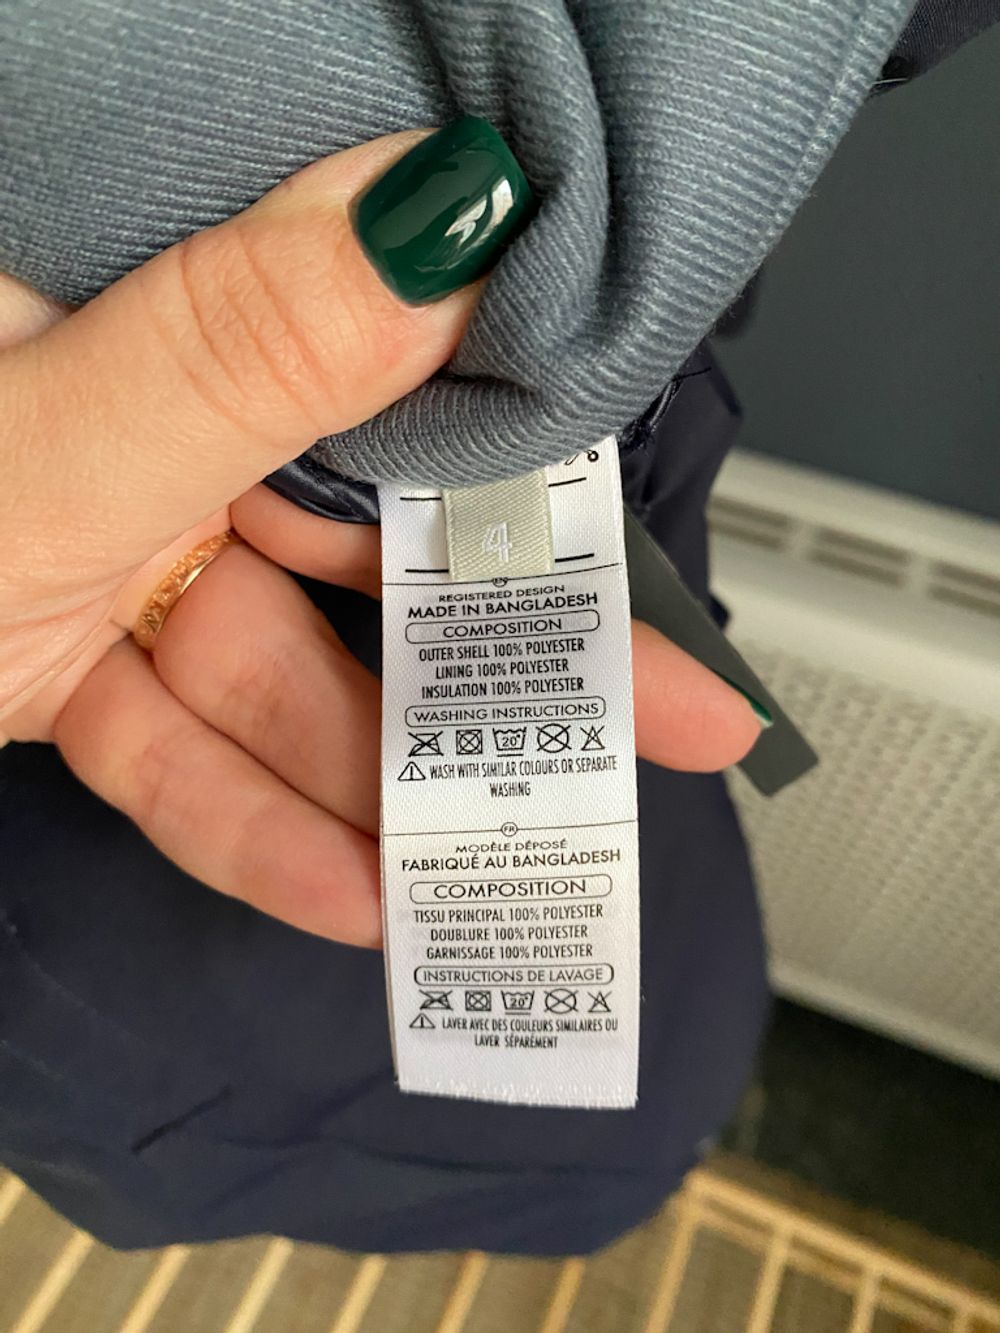 4
EN
REGISTERED DESIGN
MADE IN BANGLADESH
COMPOSITION
OUTER SHELL 100% POLYESTER
LINING 100% POLYESTER
INSULATION 100% POLYESTER
WASHING INSTRUCTIONS
20°
WASH WITH SIMILAR COLOURS OR SEPARATE
WASHING
FR
MODÈLE DÉPOSÉ
FABRIQUÉ AU BANGLADESH
COMPOSITION
TISSU PRINCIPAL 100% POLYESTER
DOUBLURE 100% POLYESTER
GARNISSAGE 100% POLYESTER
INSTRUCTIONS DE LAVAGE
20°
LAVER AVEC DES COULEURS SIMILAIRES OU
LAVER SÉPARÉMENT